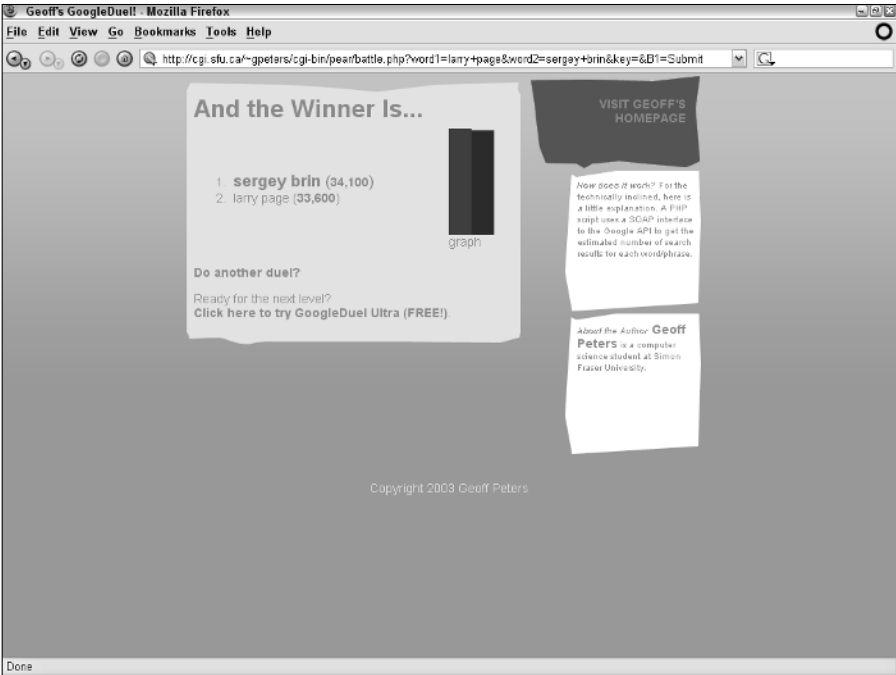 Geoff's GoogleDuel! - Mozilla Firefox
File Edit View Go Bookmarks Tools Help
http://cgi.sfu.ca/~gpeters/cgi-bin/pear/battle.php?word1=larry+page&word2=sergey+brin&key=&B1=Submit
And the Winner Is...
1. sergey brin (34,100)
2. larry page (33,600)
graph
Do another duel?
Ready for the next level?
Click here to try GoogleDuel Ultra (FREE!).
VISIT GEOFF'S
HOMEPAGE
How does it work? For the
technically inclined, here is
a little explanation. A PHP
script uses a SOAP interface
to the Google API to get the
estimated number of search
results for each word/phrase.
About the Author Geoff
Peters is a computer
science student at Simon
Fraser University.
Copyright 2003 Geoff Peters
Done